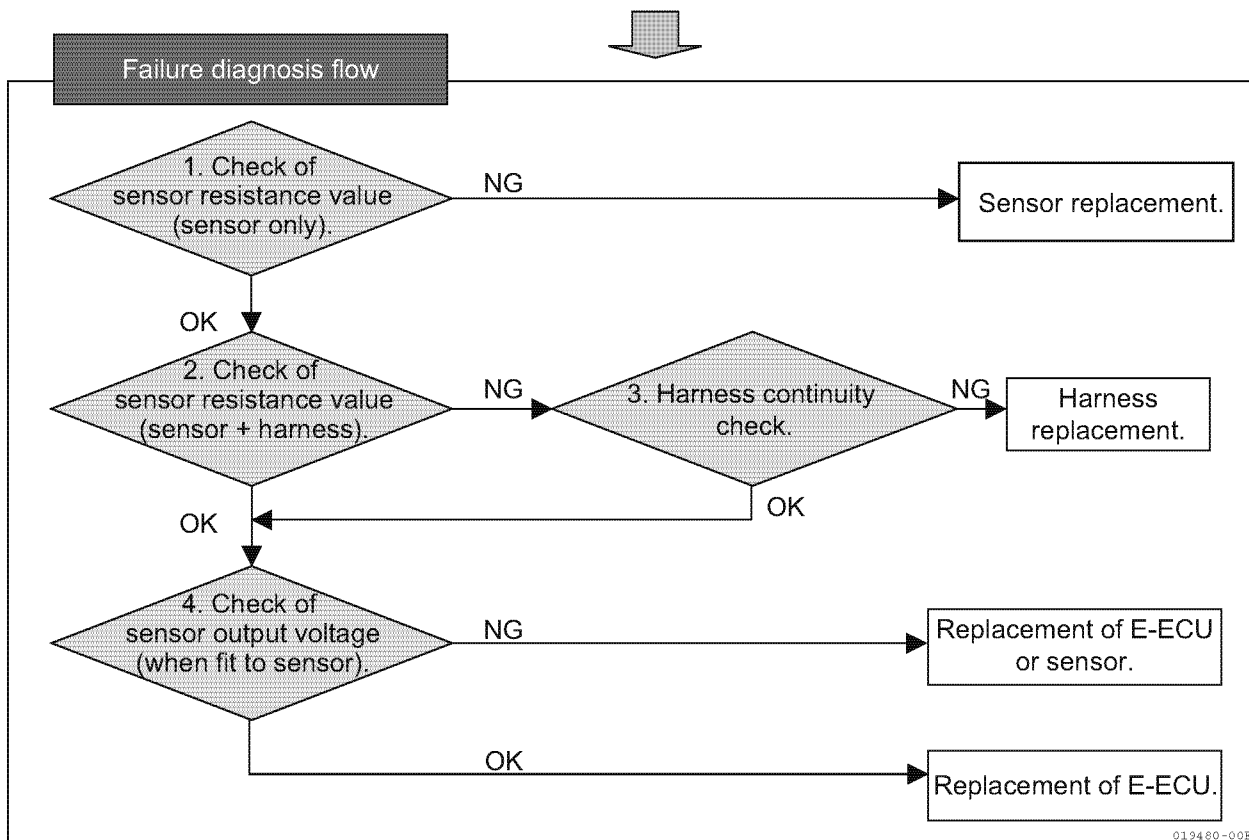 Failure diagnosis flow
1. Check of
sensor resistance value
(sensor only).
NG
Sensor replacement.
OK
2. Check of
sensor resistance value
(sensor + harness).
NG
3. Harness continuity
check.
NG
Harness
replacement.
OK
OK
4. Check of
sensor output voltage
(when fit to sensor).
NG
Replacement of E-ECU
or sensor.
OK
Replacement of E-ECU.